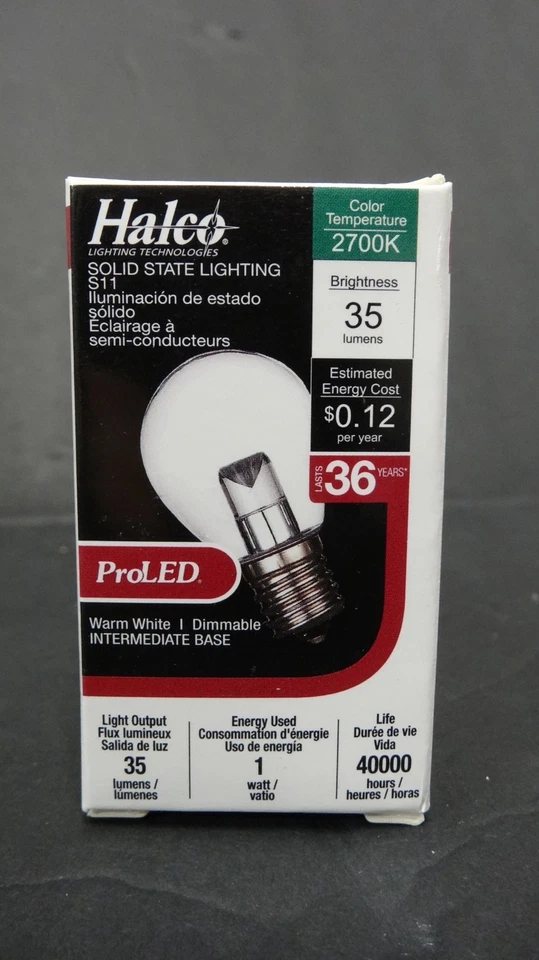 Halco®
LIGHTING TECHNOLOGIES
SOLID STATE LIGHTING
S11
Iluminación de estado
sólido
Éclairage à
semi-conducteurs
Color
Temperature
2700K
Brightness
35
lumens
Estimated
Energy Cost
$0.12
per year
LASTS 36 YEARS*
ProLED®
Warm White | Dimmable
INTERMEDIATE BASE
Light Output
Flux lumineux
Salida de luz
35
lumens /
lúmenes
Energy Used
Consommation d'énergie
Uso de energía
1
watt /
vatio
Life
Durée de vie
Vida
40000
hours /
heures / horas